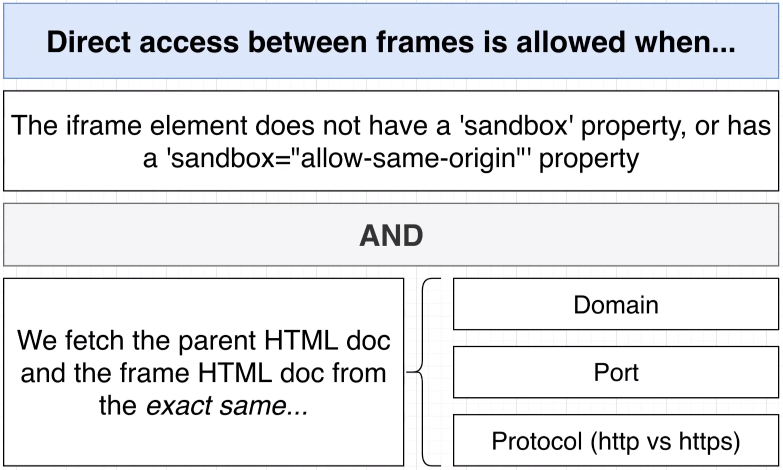 Direct access between frames is allowed when...
The iframe element does not have a 'sandbox' property, or has
a 'sandbox="allow-same-origin"' property
AND
We fetch the parent HTML doc
and the frame HTML doc from
the exact same...
Domain
Port
Protocol (http vs https)